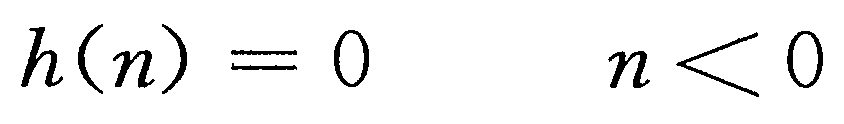 h(n) = 0 n < 0